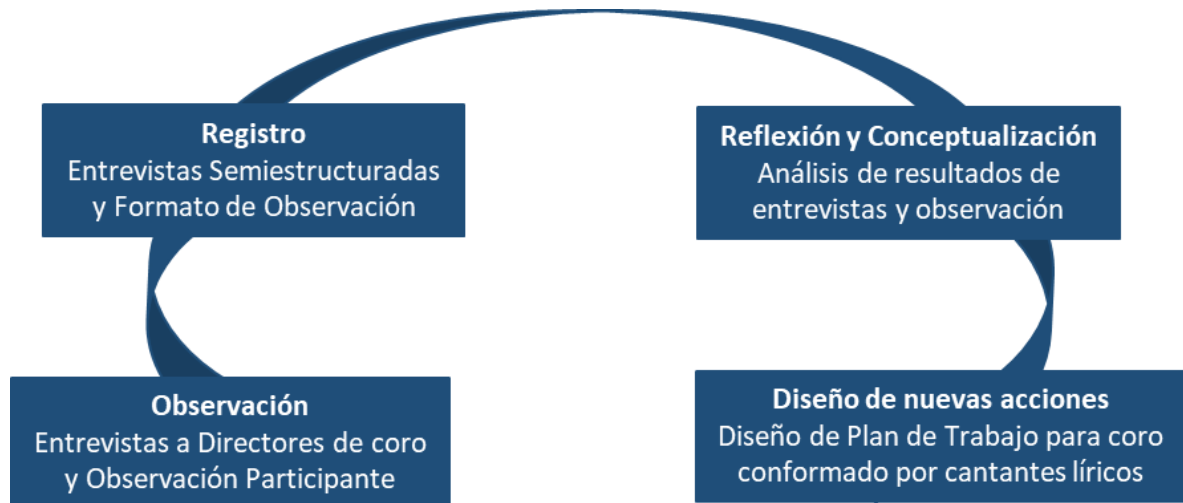 Registro
Entrevistas Semiestructuradas
y Formato de Observación
Reflexión y Conceptualización
Análisis de resultados de
entrevistas y observación
Observación
Entrevistas a Directores de coro
y Observación Participante
Diseño de nuevas acciones
Diseño de Plan de Trabajo para coro
conformado por cantantes líricos